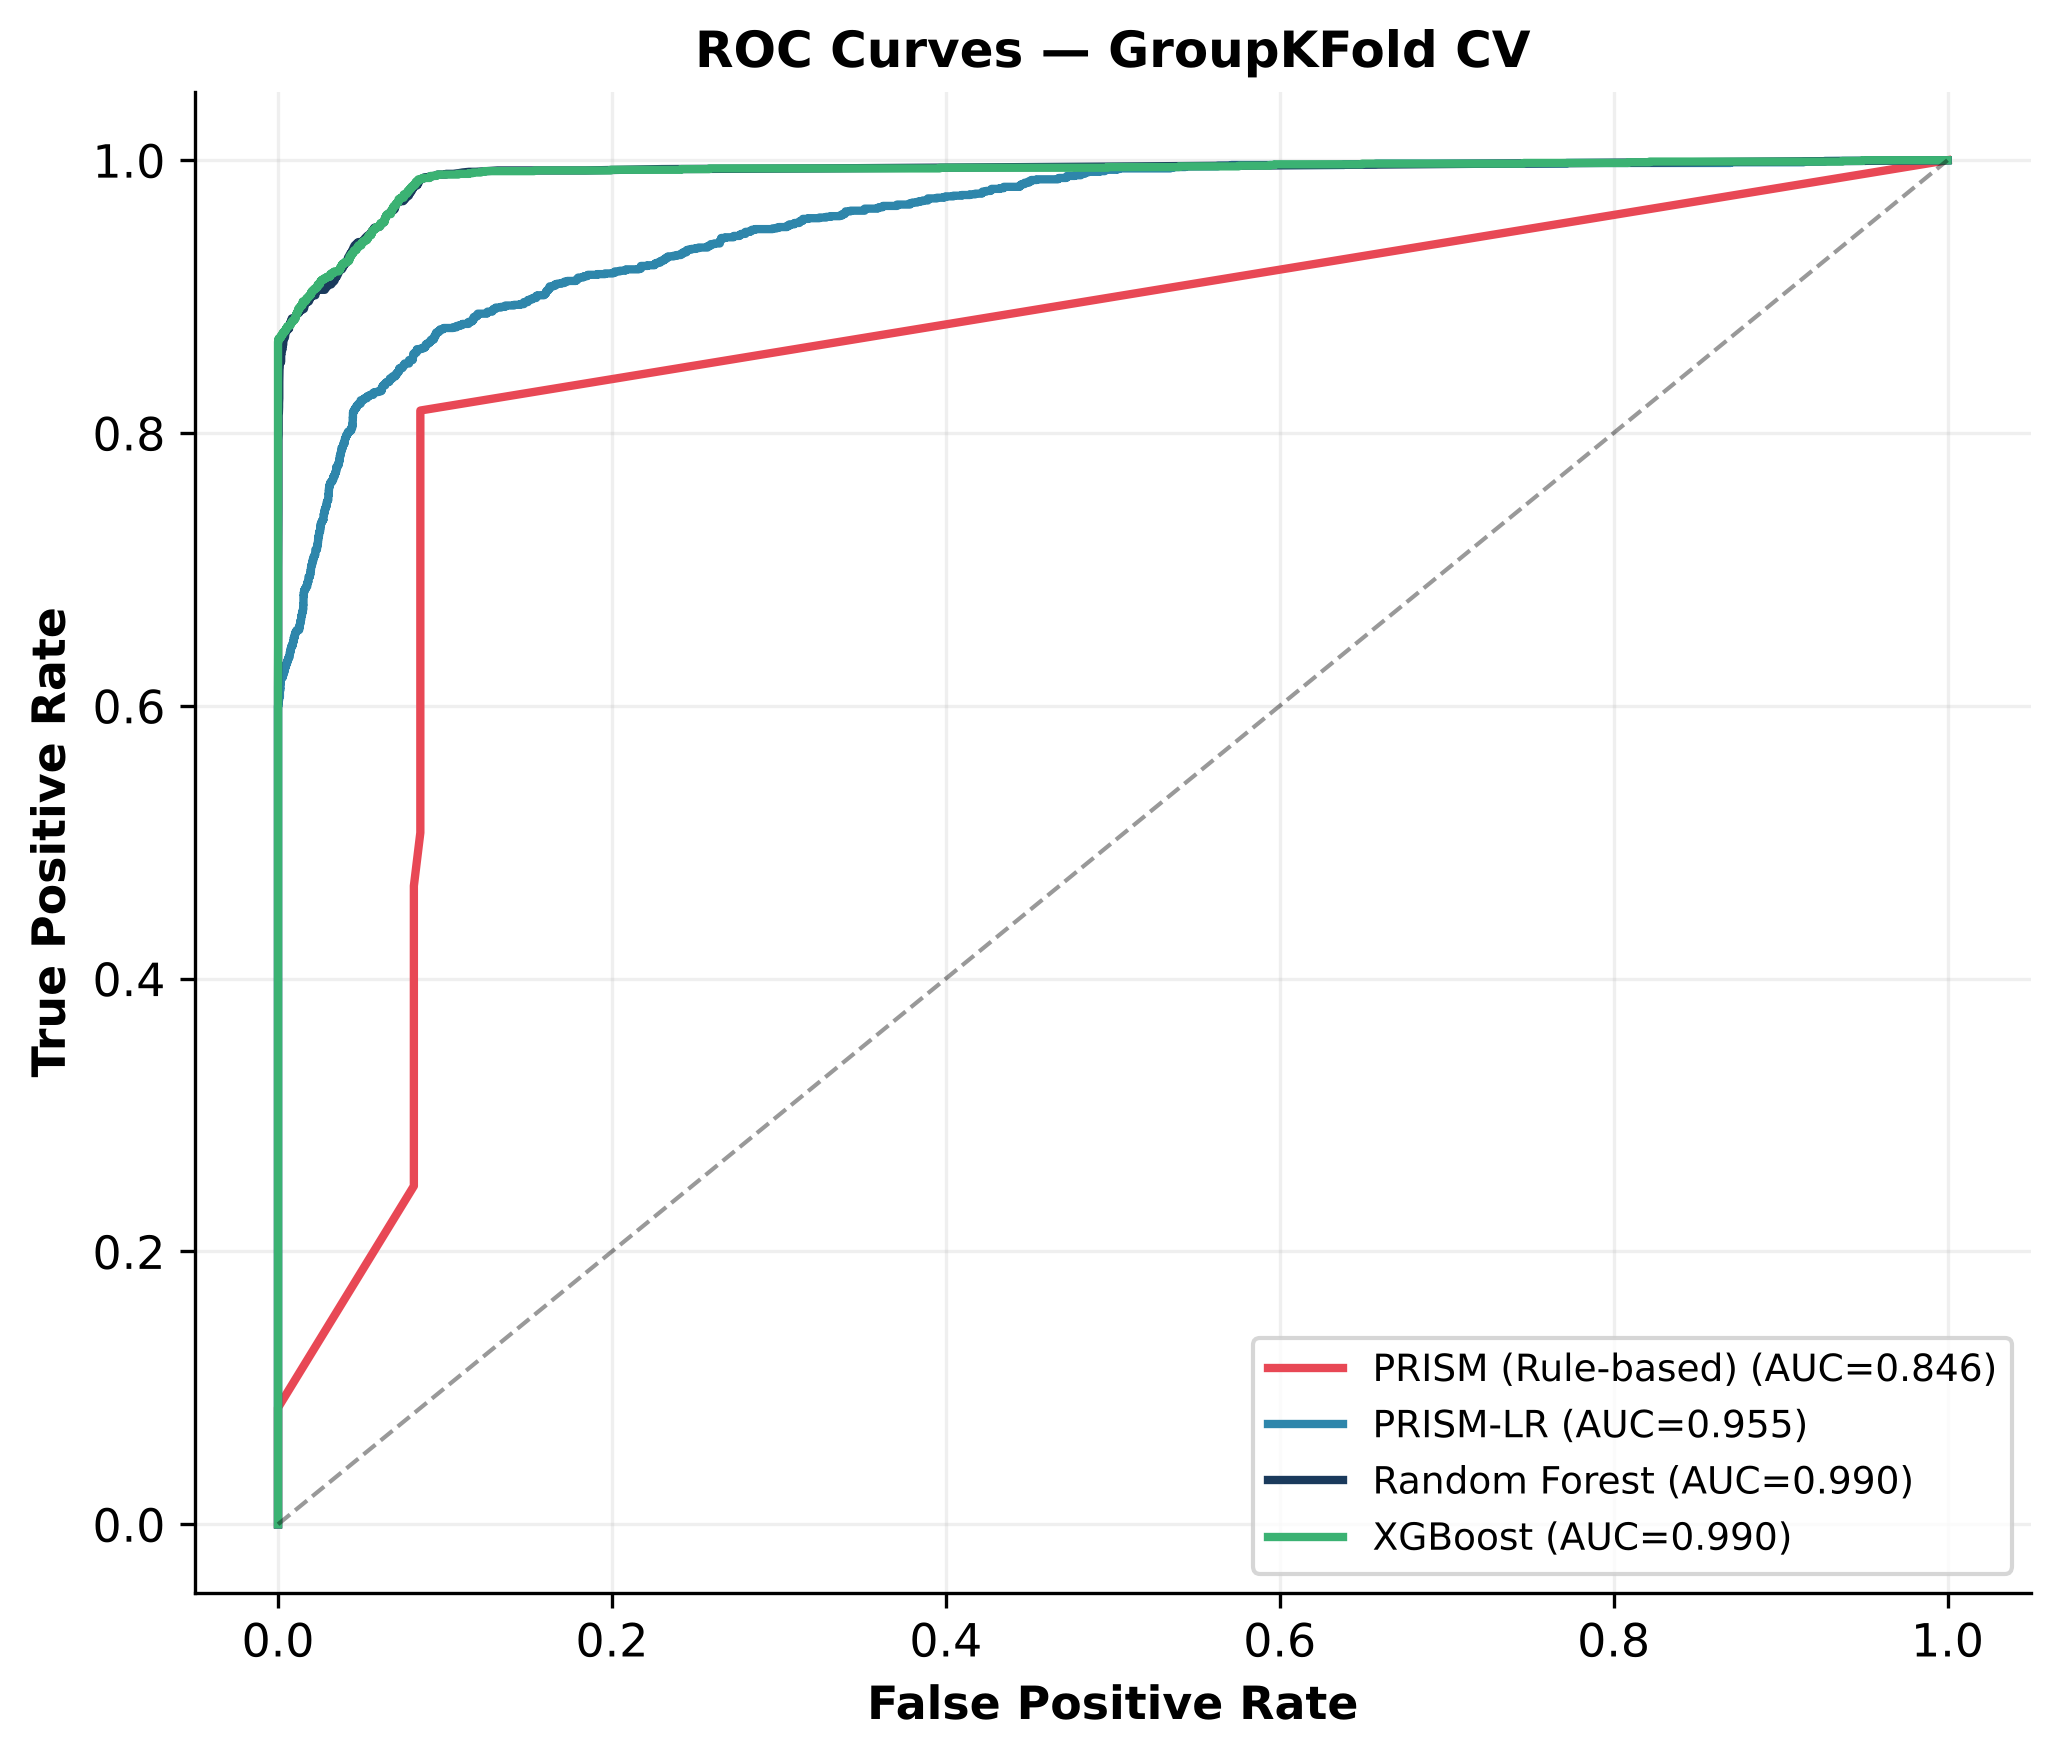 ROC Curves — GroupKFold CV
True Positive Rate
1.0
0.8
0.6
0.4
0.2
0.0
0.0 0.2 0.4 0.6 0.8 1.0
False Positive Rate
PRISM (Rule-based) (AUC=0.846)
PRISM-LR (AUC=0.955)
Random Forest (AUC=0.990)
XGBoost (AUC=0.990)